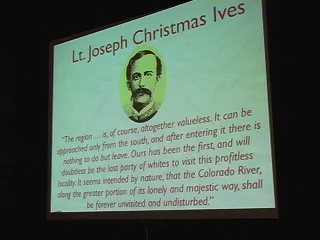 Lt. Joseph Christmas Ives
"The region . . . is, of course, altogether valueless. It can be
approached only from the south, and after entering it there is
nothing to do but leave. Ours has been the first, and will
doubtless be the last party of whites to visit this profitless
locality. It seems intended by nature, that the Colorado River,
along the greater portion of its lonely and majestic way, shall
be forever unvisited and undisturbed."